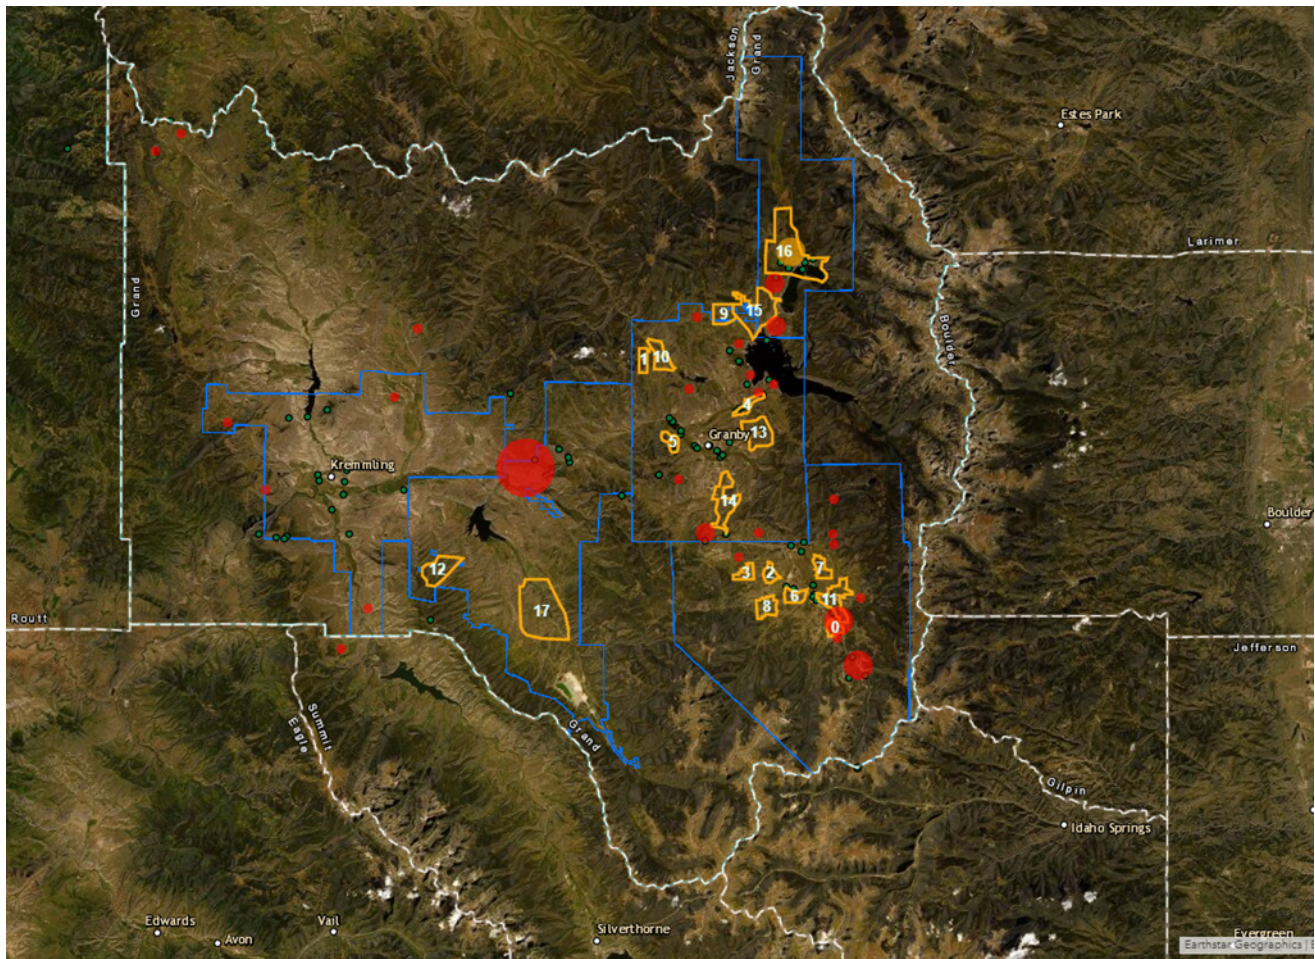 Jackson
Grand
Estes Park
Larimer
16
Grand
9
15
Boulder
1
10
4
Granby
13
5
Kremmling
14
Boulder
12
3
2
7
6
11
17
8
0
Routt
Jefferson
Summit
Eagle
Grand
Gilpin
Idaho Springs
Edwards
Vail
Avon
Silverthorne
Evergreen
Earthstar Geographics |